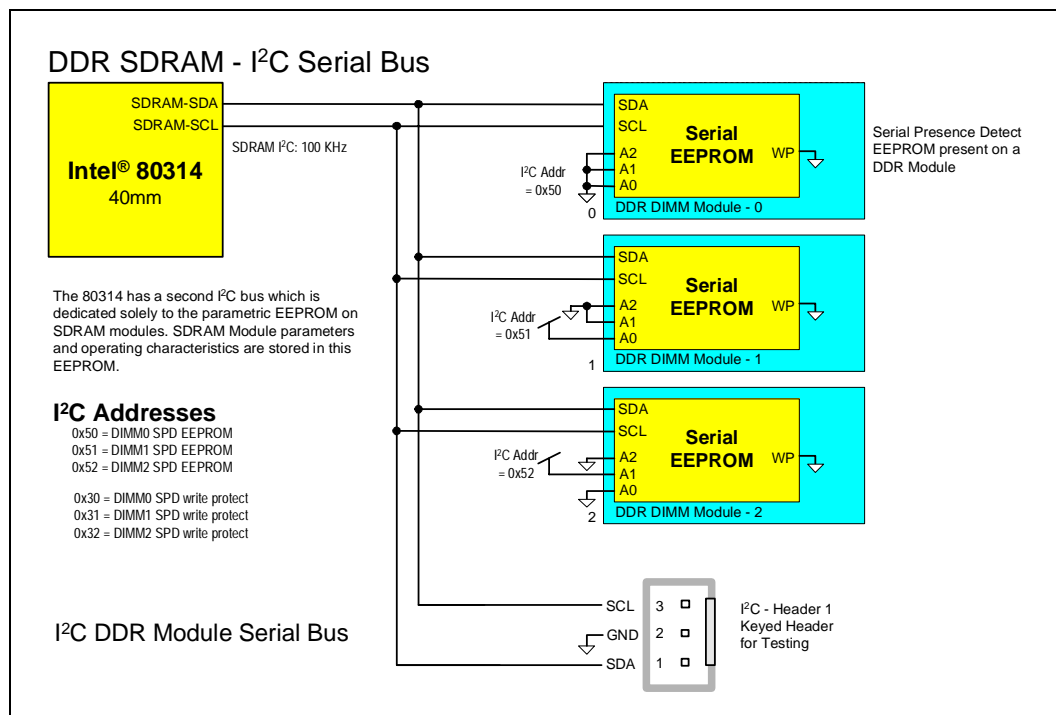 DDR SDRAM - I²C Serial Bus
SDRAM-SDA
SDRAM-SCL
Intel® 80314
40mm
SDRAM I²C: 100 KHz
SDA
SCL
A2
A1
A0
Serial
EEPROM
WP
I²C Addr
= 0x50
0
DDR DIMM Module - 0
Serial Presence Detect
EEPROM present on a
DDR Module
SDA
SCL
A2
A1
A0
Serial
EEPROM
WP
I²C Addr
= 0x51
1
DDR DIMM Module - 1
The 80314 has a second I²C bus which is
dedicated solely to the parametric EEPROM on
SDRAM modules. SDRAM Module parameters
and operating characteristics are stored in this
EEPROM.
I²C Addresses
0x50 = DIMM0 SPD EEPROM
0x51 = DIMM1 SPD EEPROM
0x52 = DIMM2 SPD EEPROM
0x30 = DIMM0 SPD write protect
0x31 = DIMM1 SPD write protect
0x32 = DIMM2 SPD write protect
SDA
SCL
A2
A1
A0
Serial
EEPROM
WP
I²C Addr
= 0x52
2
DDR DIMM Module - 2
I²C DDR Module Serial Bus
SCL 3
GND 2
SDA 1
I²C - Header 1
Keyed Header
for Testing